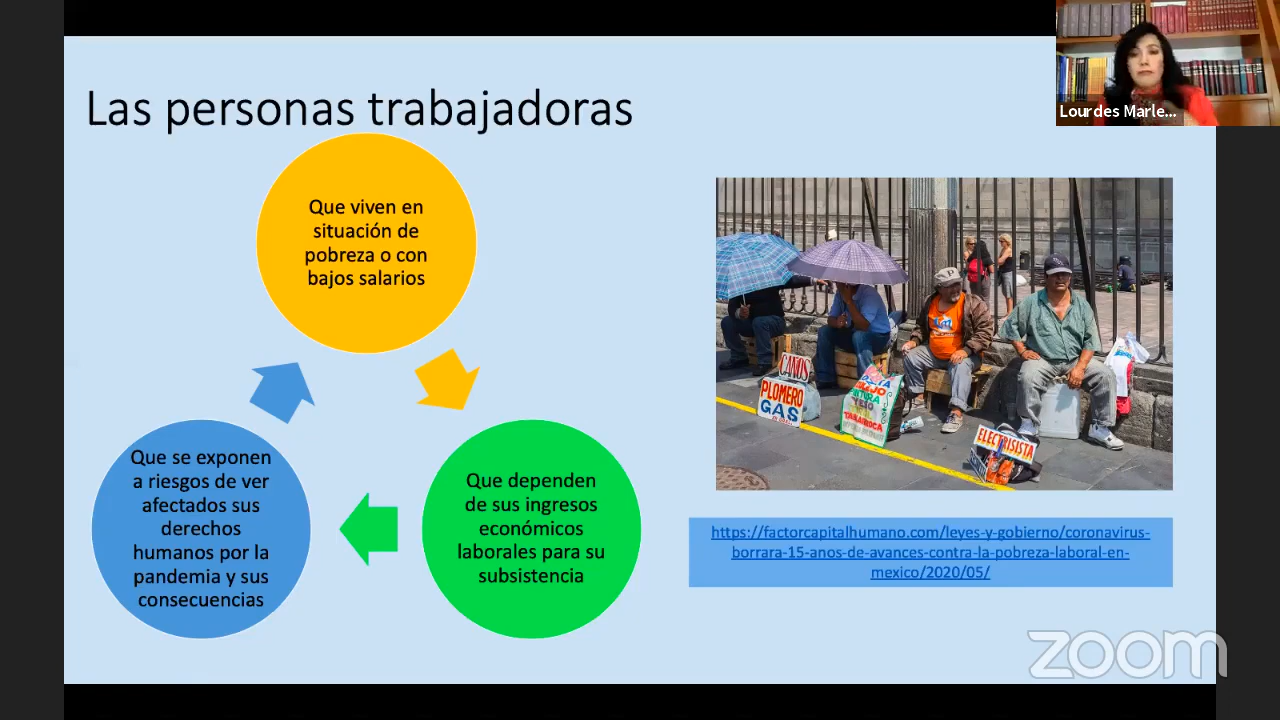 Las personas trabajadoras
Lourdes Marle...
Que viven en
situación de
pobreza o con
bajos salarios
Que dependen
de sus ingresos
económicos
laborales para su
subsistencia
Que se exponen
a riesgos de ver
afectados sus
derechos
humanos por la
pandemia y sus
consecuencias
CAÑOS
PLOMERO
GAS
TABLAROCA
ELECTRISISTA
https://factorcapitalhumano.com/leyes-y-gobierno/coronavirus-
borrara-15-anos-de-avances-contra-la-pobreza-laboral-en-
mexico/2020/05/
zoom